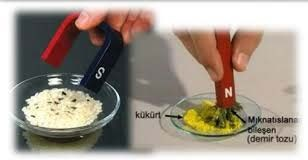 S
N
kükürt
Mıknatıslanan
bileşen
(demir tozu)